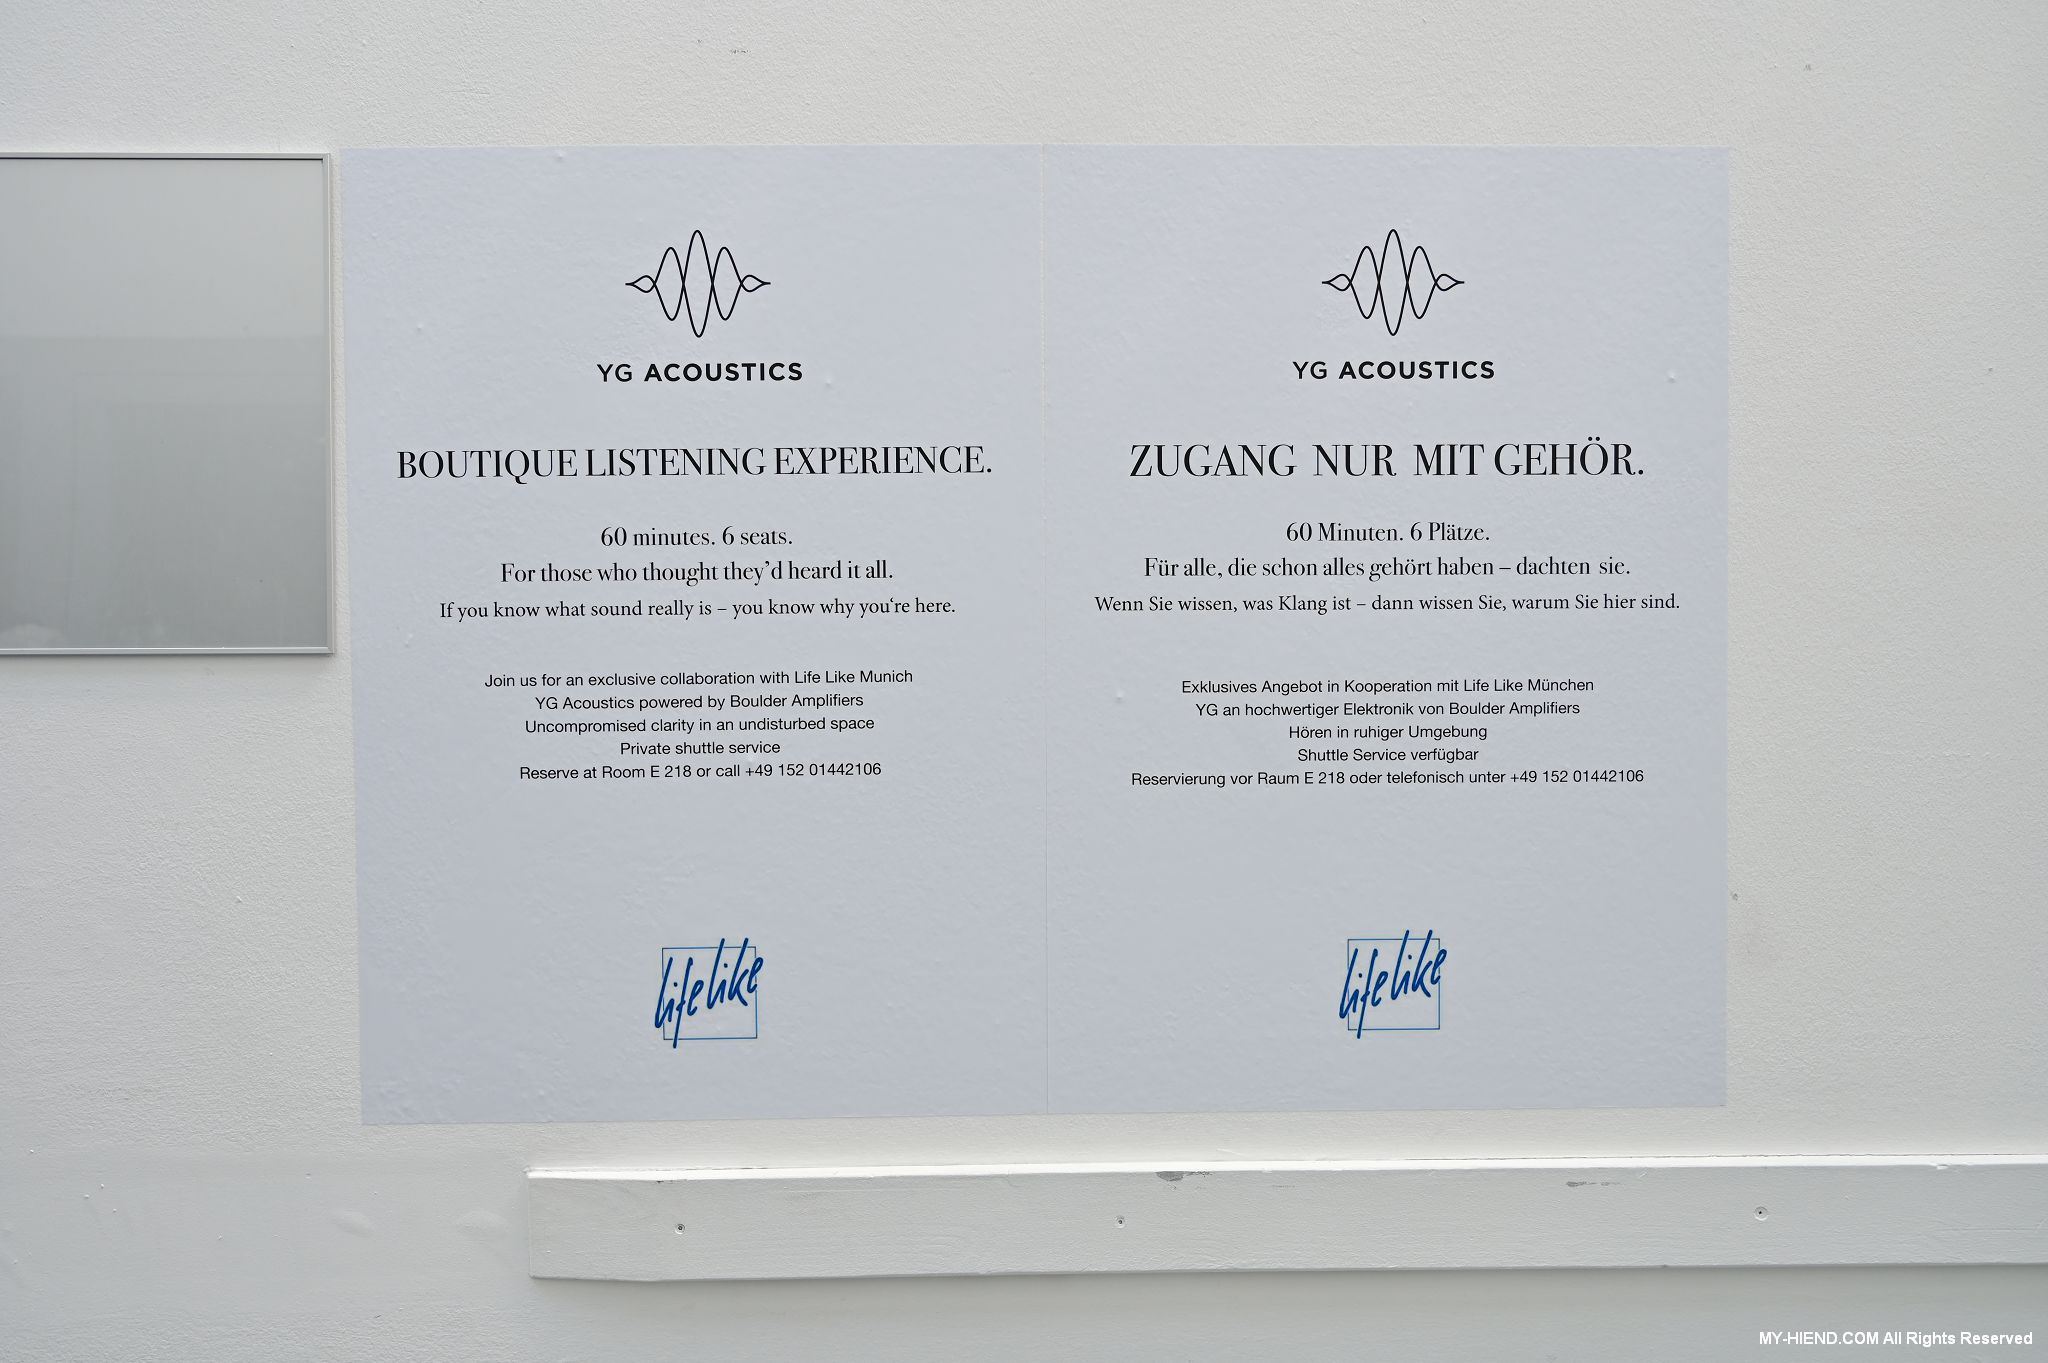 YG ACOUSTICS
BOUTIQUE LISTENING EXPERIENCE.
60 minutes. 6 seats.
For those who thought they’d heard it all.
If you know what sound really is – you know why you‘re here.
Join us for an exclusive collaboration with Life Like Munich
YG Acoustics powered by Boulder Amplifiers
Uncompromised clarity in an undisturbed space
Private shuttle service
Reserve at Room E 218 or call +49 152 01442106
life like
YG ACOUSTICS
ZUGANG NUR MIT GEHÖR.
60 Minuten. 6 Plätze.
Für alle, die schon alles gehört haben – dachten sie.
Wenn Sie wissen, was Klang ist – dann wissen Sie, warum Sie hier sind.
Exklusives Angebot in Kooperation mit Life Like München
YG an hochwertiger Elektronik von Boulder Amplifiers
Hören in ruhiger Umgebung
Shuttle Service verfügbar
Reservierung vor Raum E 218 oder telefonisch unter +49 152 01442106
life like
MY-HIEND.COM All Rights Reserved